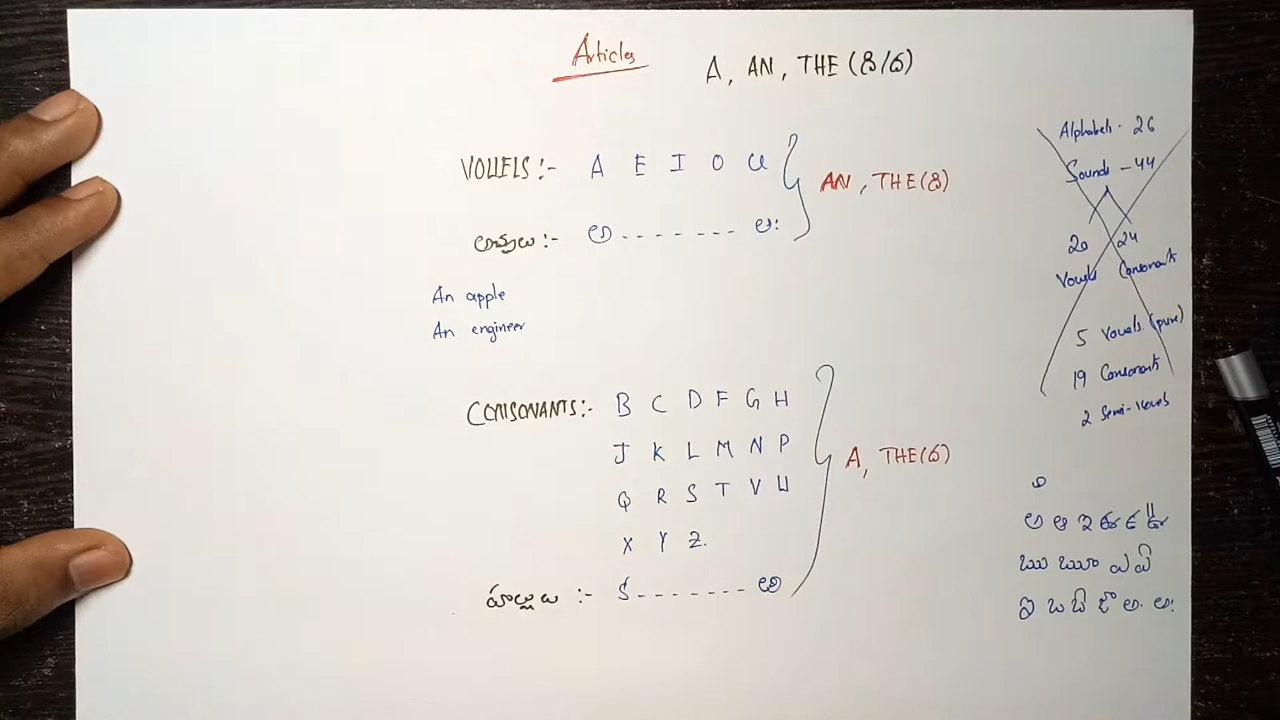 Articles
A, AN, THE (ది/ద)
VOWELS :- A E I O U
AN, THE (ది)
అచ్చులు :- అ - - - - - - - అః
An apple
An engineer
CONSONANTS :- B C D F G H
J K L M N P
Q R S T V W
X Y Z.
A, THE (ద)
హల్లులు :- క - - - - - - - ఱ
Alphabets - 26
Sounds - 44
20 24
Vowels Consonants
5 Vowels (pure)
19 Consonants
2 Semi-Vowels
అ ఆ ఇ ఈ ఉ ఊ
ఋ ౠ ఎ ఏ
ఐ ఒ ఓ ఔ అం అః